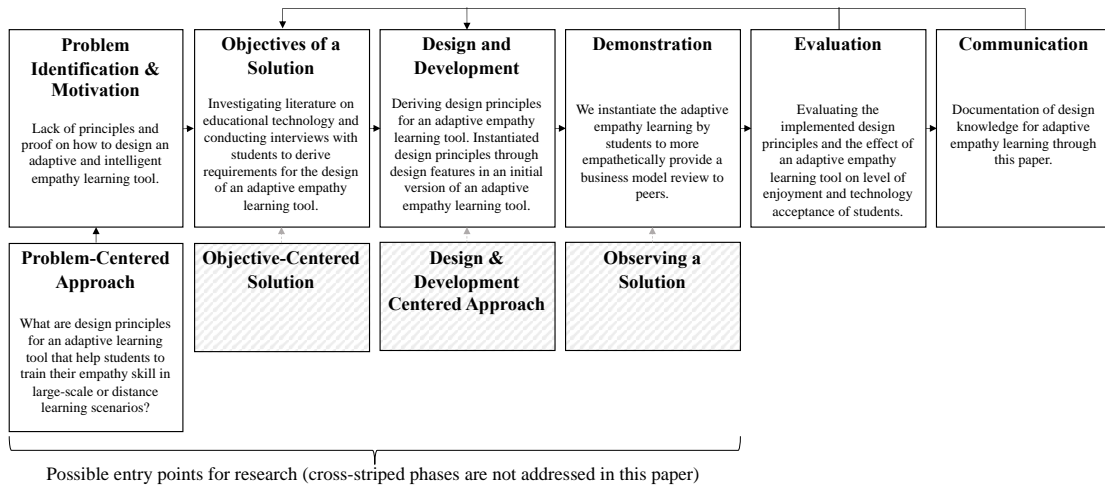 Problem
Identification &
Motivation
Lack of principles and
proof on how to design an
adaptive and intelligent
empathy learning tool.
Objectives of a
Solution
Investigating literature on
educational technology and
conducting interviews with
students to derive
requirements for the design
of an adaptive empathy
learning tool.
Design and
Development
Deriving design principles
for an adaptive empathy
learning tool. Instantiated
design principles through
design features in an initial
version of an adaptive
empathy learning tool.
Demonstration
We instantiate the adaptive
empathy learning by
students to more
empathetically provide a
business model review to
peers.
Evaluation
Evaluating the
implemented design
principles and the effect of
an adaptive empathy
learning tool on level of
enjoyment and technology
acceptance of students.
Communication
Documentation of design
knowledge for adaptive
empathy learning through
this paper.
Problem-Centered
Approach
What are design principles
for an adaptive learning
tool that help students to
train their empathy skill in
large-scale or distance
learning scenarios?
Objective-Centered
Solution
Design &
Development
Centered Approach
Observing a
Solution
Possible entry points for research (cross-striped phases are not addressed in this paper)